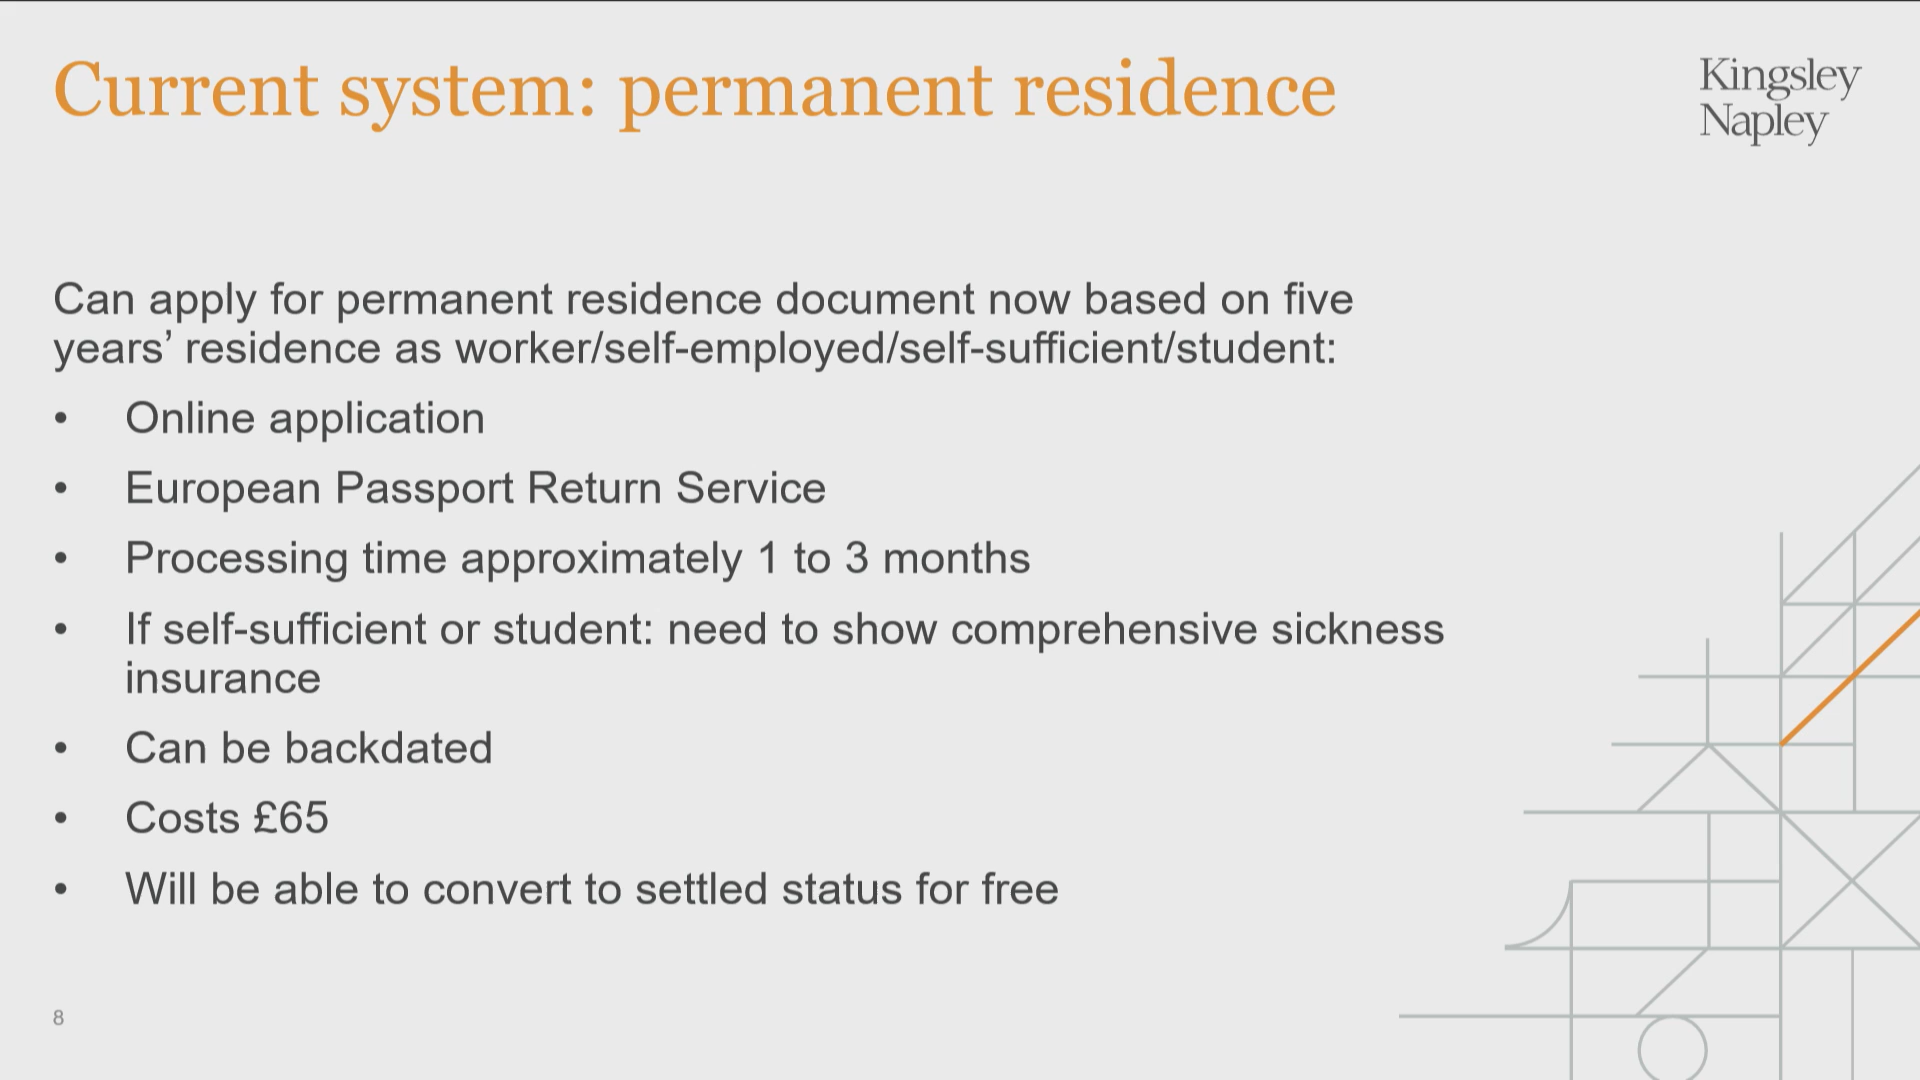 Current system: permanent residence
Kingsley
Napley
Can apply for permanent residence document now based on five
years’ residence as worker/self-employed/self-sufficient/student:
• Online application
• European Passport Return Service
• Processing time approximately 1 to 3 months
• If self-sufficient or student: need to show comprehensive sickness
insurance
• Can be backdated
• Costs £65
• Will be able to convert to settled status for free
8